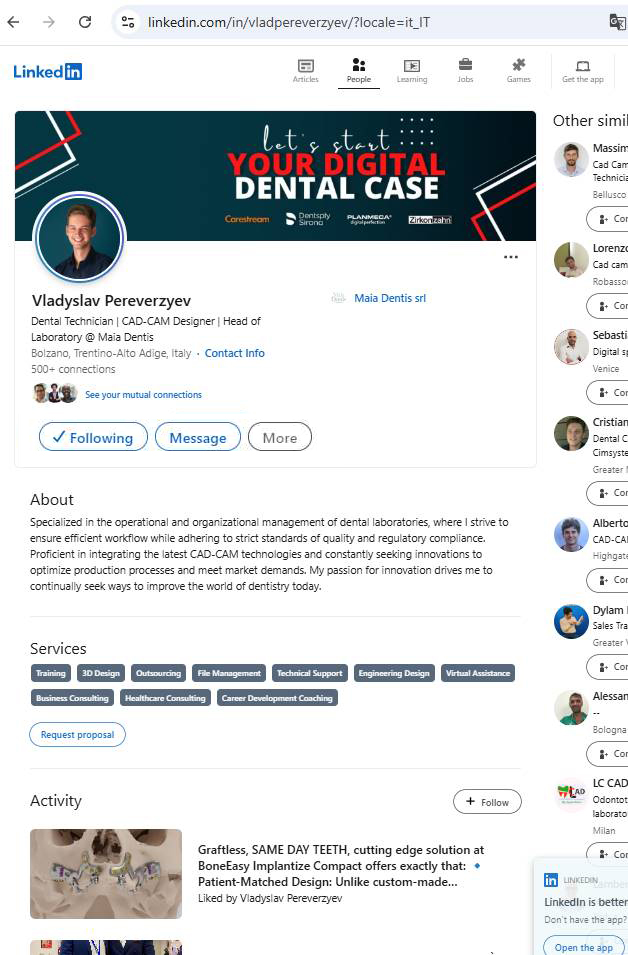 linkedin.com/in/vladpereverzyev/?locale=it_IT
Linked in
Articles
People
Learning
Jobs
Games
Get the app
let's start
YOUR DIGITAL
DENTAL CASE
Carestream
Dentsply
Sirona
PLANMECA
digital perfection
Zirkonzahn
Vladyslav Pereverzyev
Maia Dentis srl
Dental Technician | CAD-CAM Designer | Head of
Laboratory @ Maia Dentis
Bolzano, Trentino-Alto Adige, Italy · Contact Info
500+ connections
See your mutual connections
Following
Message
More
About
Specialized in the operational and organizational management of dental laboratories, where I strive to
ensure efficient workflow while adhering to strict standards of quality and regulatory compliance.
Proficient in integrating the latest CAD-CAM technologies and constantly seeking innovations to
optimize production processes and meet market demands. My passion for innovation drives me to
continually seek ways to improve the world of dentistry today.
Services
Training
3D Design
Outsourcing
File Management
Technical Support
Engineering Design
Virtual Assistance
Business Consulting
Healthcare Consulting
Career Development Coaching
Request proposal
Activity
+ Follow
Graftless, SAME DAY TEETH, cutting edge solution at
BoneEasy Implantize Compact offers exactly that: 🔹
Patient-Matched Design: Unlike custom-made...
Liked by Vladyslav Pereverzyev
Other simil
Massim
Cad Cam
Technicia
Bellusco
Con
Lorenzo
Cad cam
Robasso
Con
Sebasti
Digital sp
Venice
Con
Cristian
Dental C
Cimsyste
Greater M
Con
Alberto
CAD-CA
Highgate
Con
Dylam
Sales Tra
Greater V
Con
Alessan
--
Bologna
Con
LC CAD
Odontot
laborato
Milan
Con
LINKEDIN
LinkedIn is better
Don't have the app?
Open the app